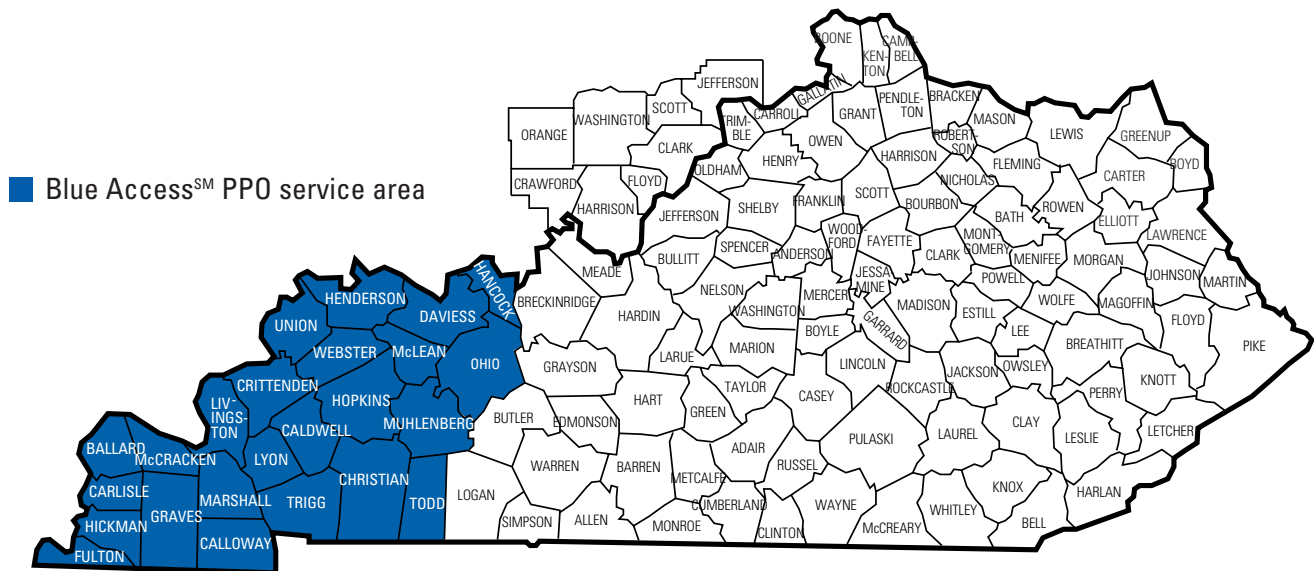 BOONE
KEN-
TON
CAMP-
BELL
JEFFERSON
GALLATIN
SCOTT
WASHINGTON
ORANGE
CLARK
TRIM-
BLE
CARROLL
GRANT
PENDLE-
TON
BRACKEN
MASON
LEWIS
GREENUP
OWEN
ROBERT-
SON
HENRY
HARRISON
FLEMING
BOYD
CARTER
OLDHAM
CRAWFORD
FLOYD
Blue Access℠ PPO service area
HARRISON
NICHOLAS
SCOTT
FRANKLIN
SHELBY
JEFFERSON
BOURBON
BATH
ROWEN
ELLIOTT
LAWRENCE
WOOD-
FORD
FAYETTE
MONT-
GOMERY
SPENCER
ANDERSON
BULLITT
CLARK
MENIFEE
MORGAN
JOHNSON
MARTIN
MEADE
HANCOCK
JESSA-
MINE
POWELL
NELSON
MERCER
BRECKINRIDGE
HENDERSON
DAVIESS
HARDIN
WASHINGTON
MADISON
WOLFE
MAGOFFIN
ESTILL
FLOYD
UNION
GARRARD
LEE
BOYLE
BREATHITT
PIKE
WEBSTER
McLEAN
OHIO
LARUE
MARION
GRAYSON
LINCOLN
OWSLEY
JACKSON
KNOTT
CRITTENDEN
TAYLOR
ROCKCASTLE
PERRY
LIV-
INGS-
TON
HOPKINS
HART
CASEY
GREEN
MUHLENBERG
BUTLER
EDMONSON
CLAY
CALDWELL
LAUREL
LESLIE
LETCHER
BALLARD
McCRACKEN
LYON
ADAIR
PULASKI
WARREN
BARREN
METCALFE
RUSSEL
CHRISTIAN
CARLISLE
MARSHALL
TRIGG
TODD
LOGAN
KNOX
HARLAN
GRAVES
CUMBERLAND
WAYNE
WHITLEY
HICKMAN
SIMPSON
ALLEN
MONROE
McCREARY
BELL
CLINTON
CALLOWAY
FULTON